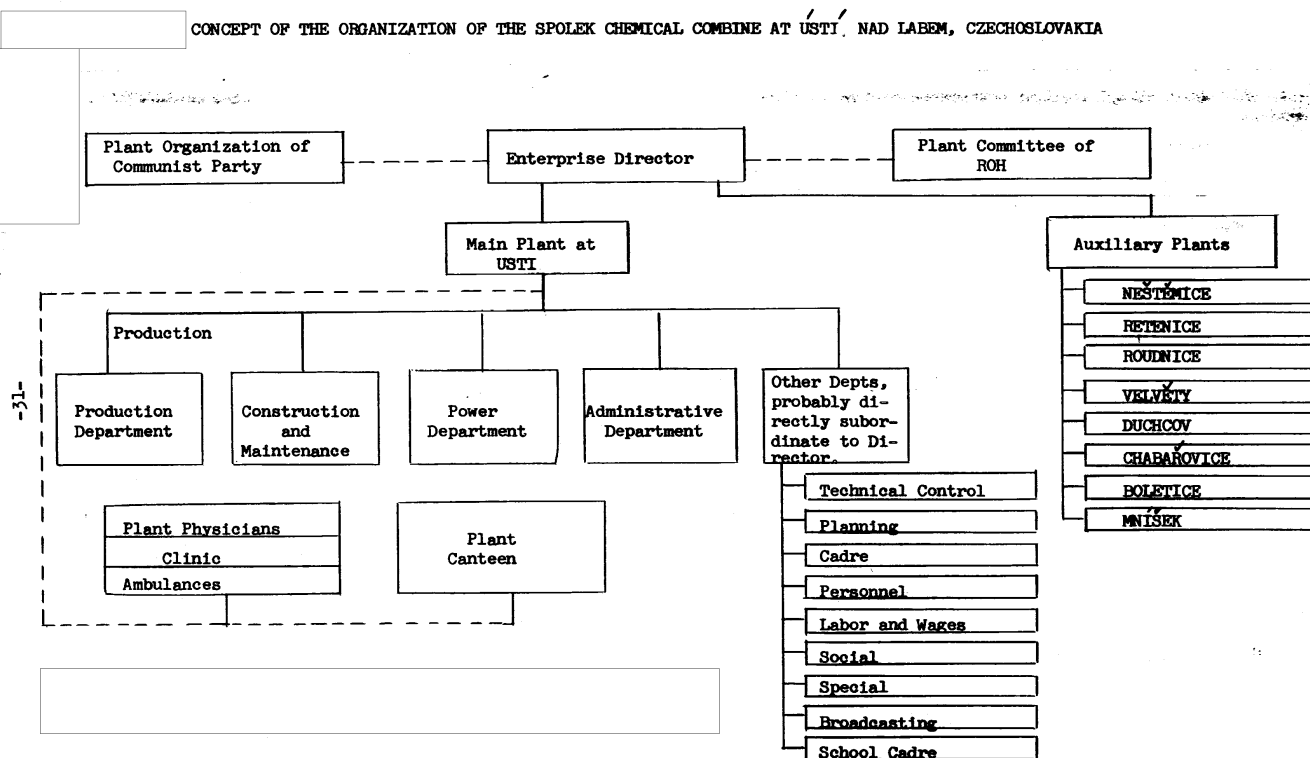 CONCEPT OF THE ORGANIZATION OF THE SPOLEK CHEMICAL COMBINE AT ÚSTÍ NAD LABEM, CZECHOSLOVAKIA
Plant Organization of
Communist Party
Enterprise Director
Plant Committee of
ROH
Main Plant at
USTI
Auxiliary Plants
NEŠTĚMICE
RETENICE
ROUDNICE
VELVĚTY
DUCHCOV
CHABAŘOVICE
BOLETICE
MNÍŠEK
Production
Production
Department
Construction
and
Maintenance
Power
Department
Administrative
Department
Other Depts,
probably di-
rectly subor-
dinate to Di-
rector.
Technical Control
Planning
Cadre
Personnel
Labor and Wages
Social
Special
Broadcasting
School Cadre
Plant Physicians
Clinic
Ambulances
Plant
Canteen
-31-